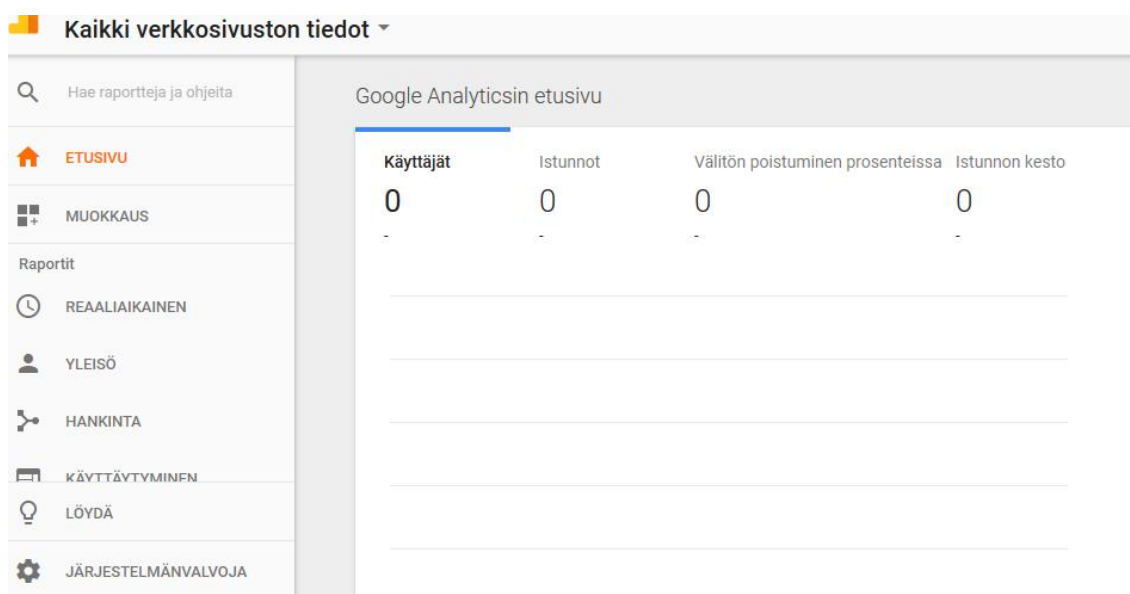 Kaikki verkkosivuston tiedot
Hae raportteja ja ohjeita
ETUSIVU
MUOKKAUS
Raportit
REAALIAIKAINEN
YLEISÖ
HANKINTA
KÄYTTÄYTYMINEN
LÖYDÄ
JÄRJESTELMÄNVALVOJA
Google Analyticsin etusivu
Käyttäjät Istunnot Välitön poistuminen prosenteissa Istunnon kesto
0 0 0 0
- - - -